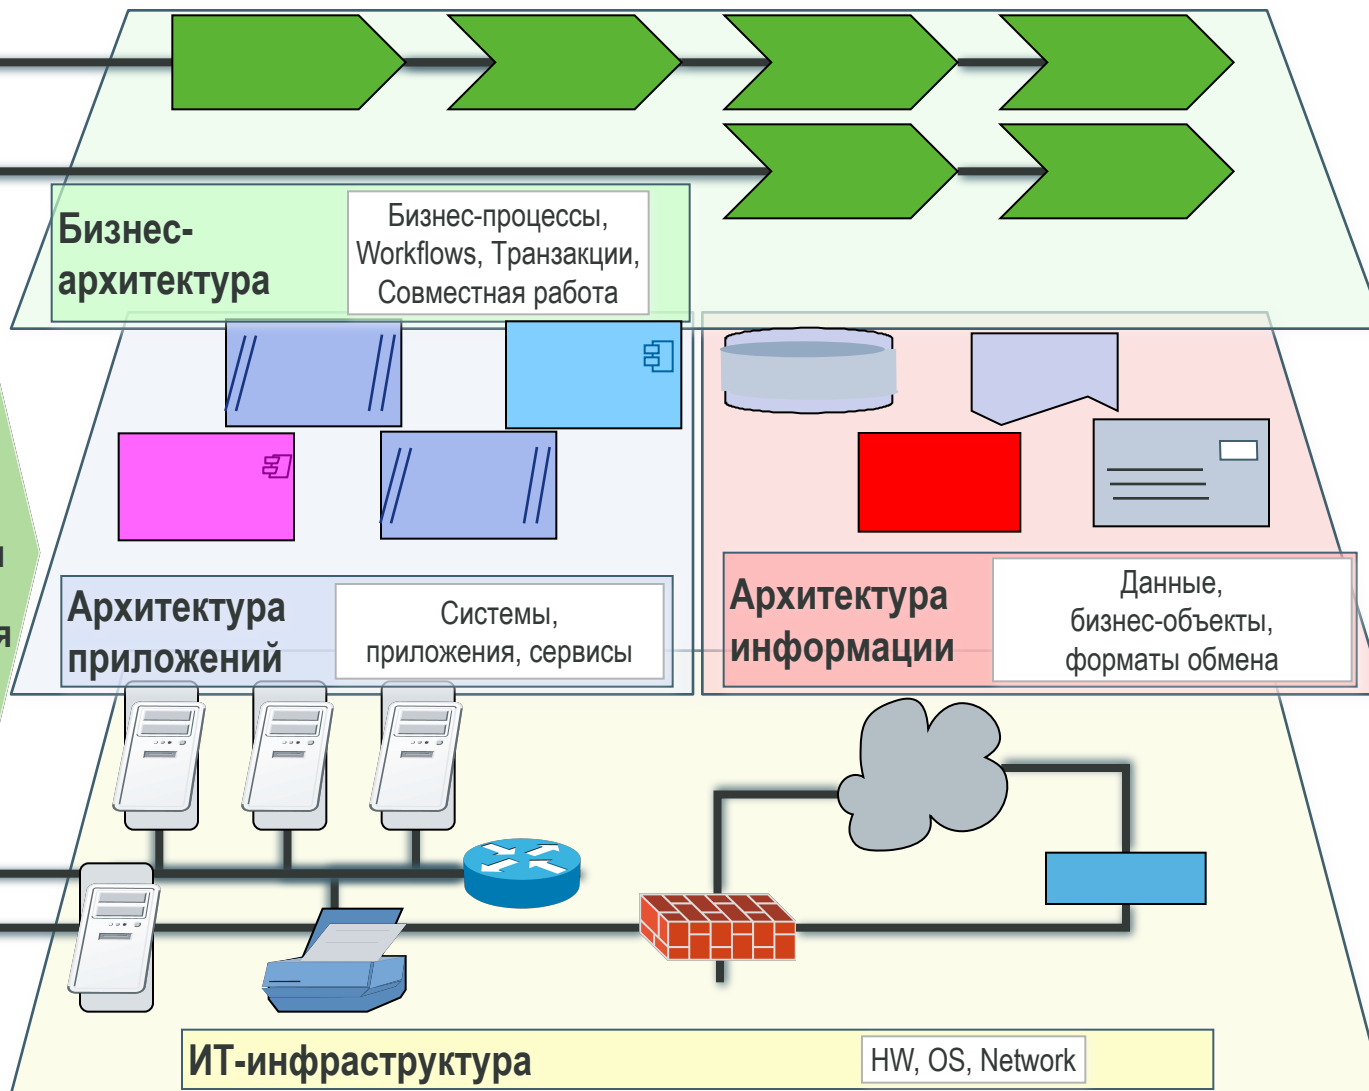 Бизнес-
архитектура
Бизнес-процессы,
Workflows, Транзакции,
Совместная работа
Архитектура
приложений
Системы,
приложения, сервисы
Архитектура
информации
Данные,
бизнес-объекты,
форматы обмена
ИТ-инфраструктура
HW, OS, Network